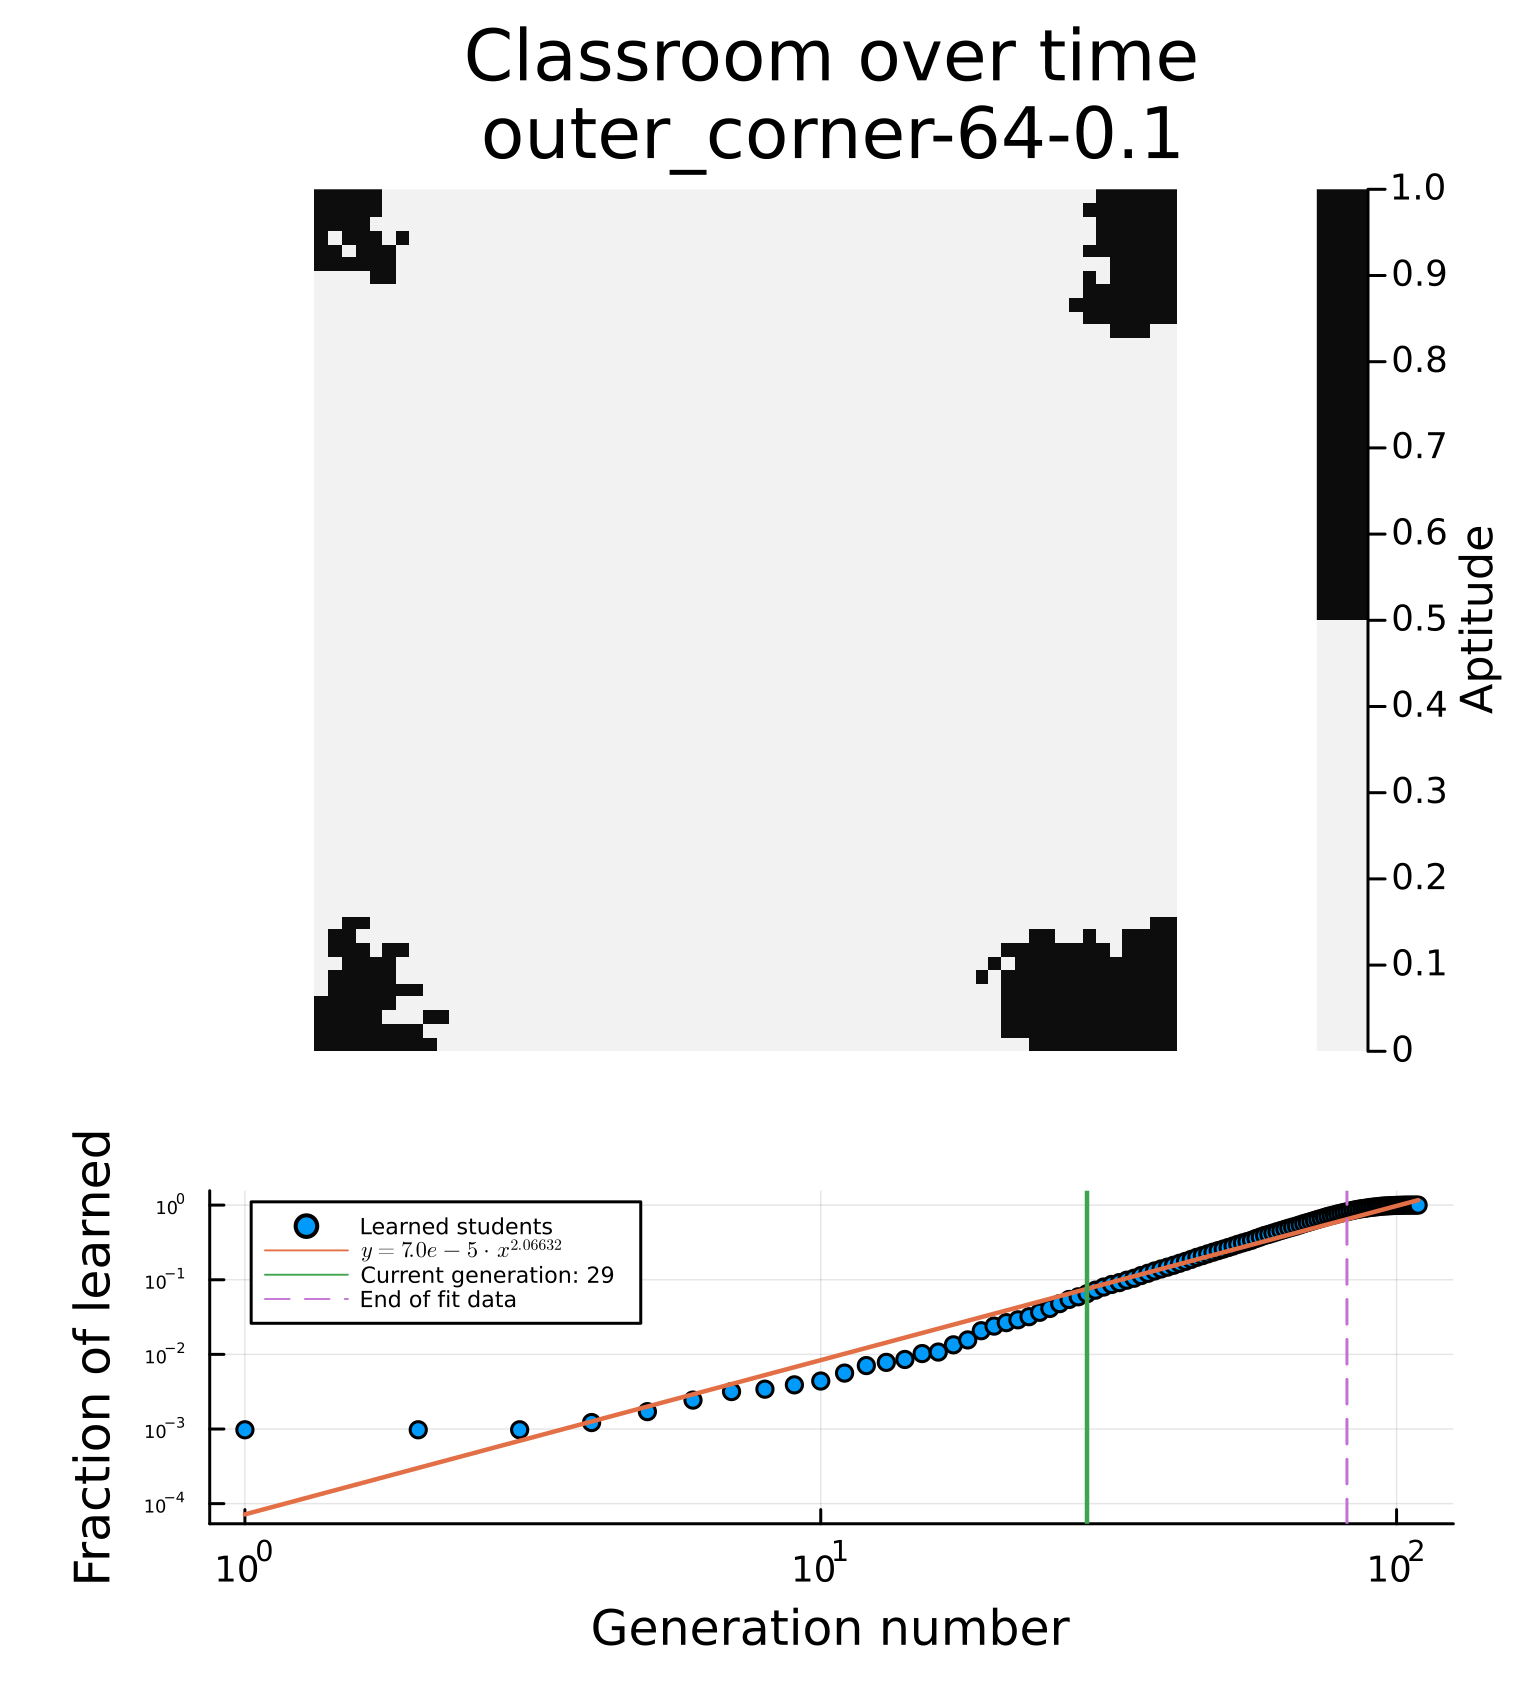 Classroom over time
outer_corner-64-0.1
1.0
0.9
0.8
0.7
0.6
0.5
0.4
0.3
0.2
0.1
0
Aptitude
Fraction of learned
10^0
10^-1
10^-2
10^-3
10^-4
Learned students
y = 7.0e − 5 · x^2.06632
Current generation: 29
End of fit data
10^0 10^1 10^2
Generation number